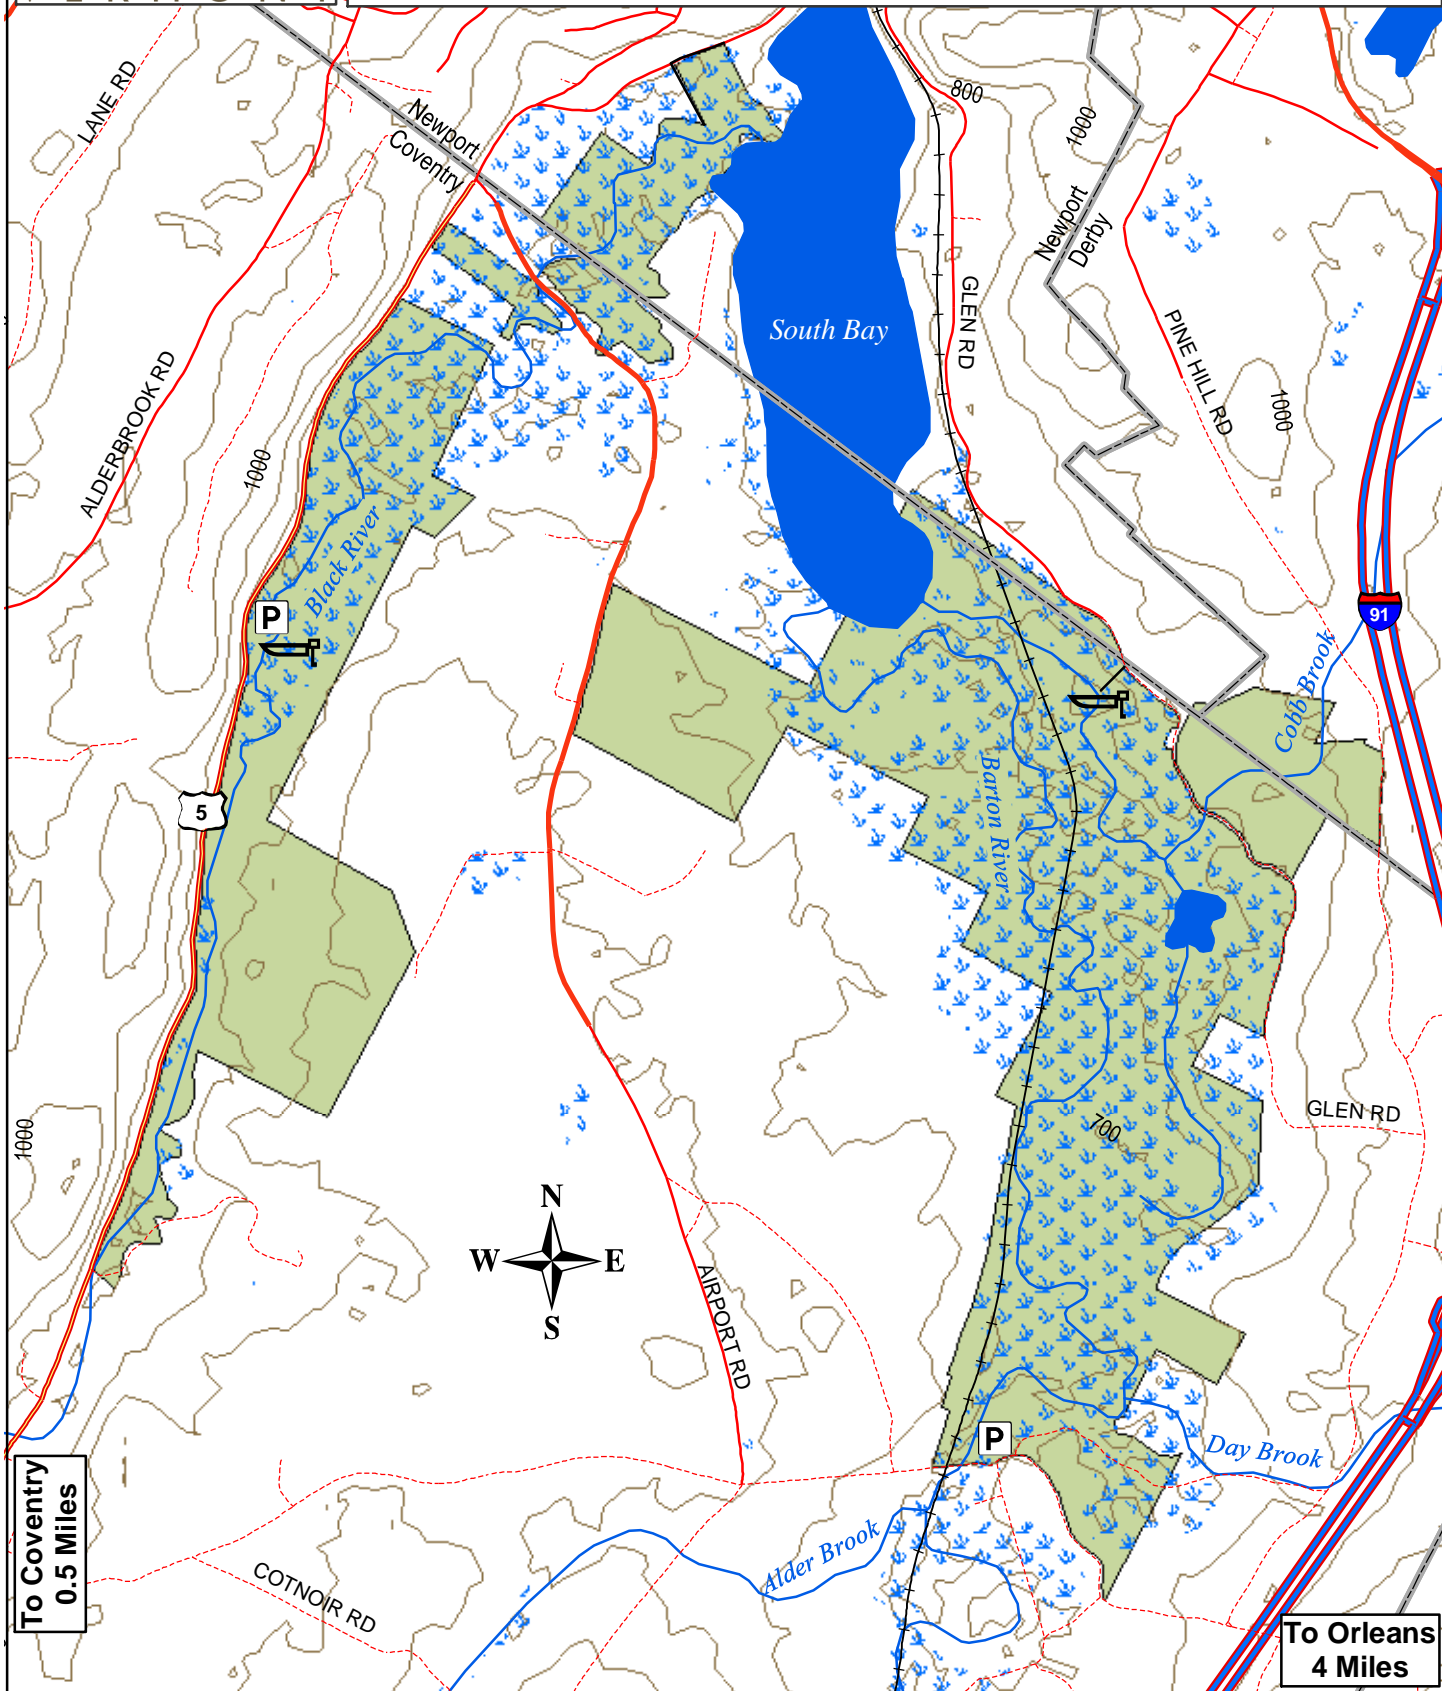 LANE RD
Newport
Coventry
800
1000
Newport
Derby
South Bay
GLEN RD
PINE HILL RD
1000
ALDERBROOK RD
1000
Black River
P
91
Cobb Brook
5
Barton River
1000
700
GLEN RD
N
W E
S
AIRPORT RD
P
Day Brook
Alder Brook
To Coventry
0.5 Miles
COTNOIR RD
To Orleans
4 Miles